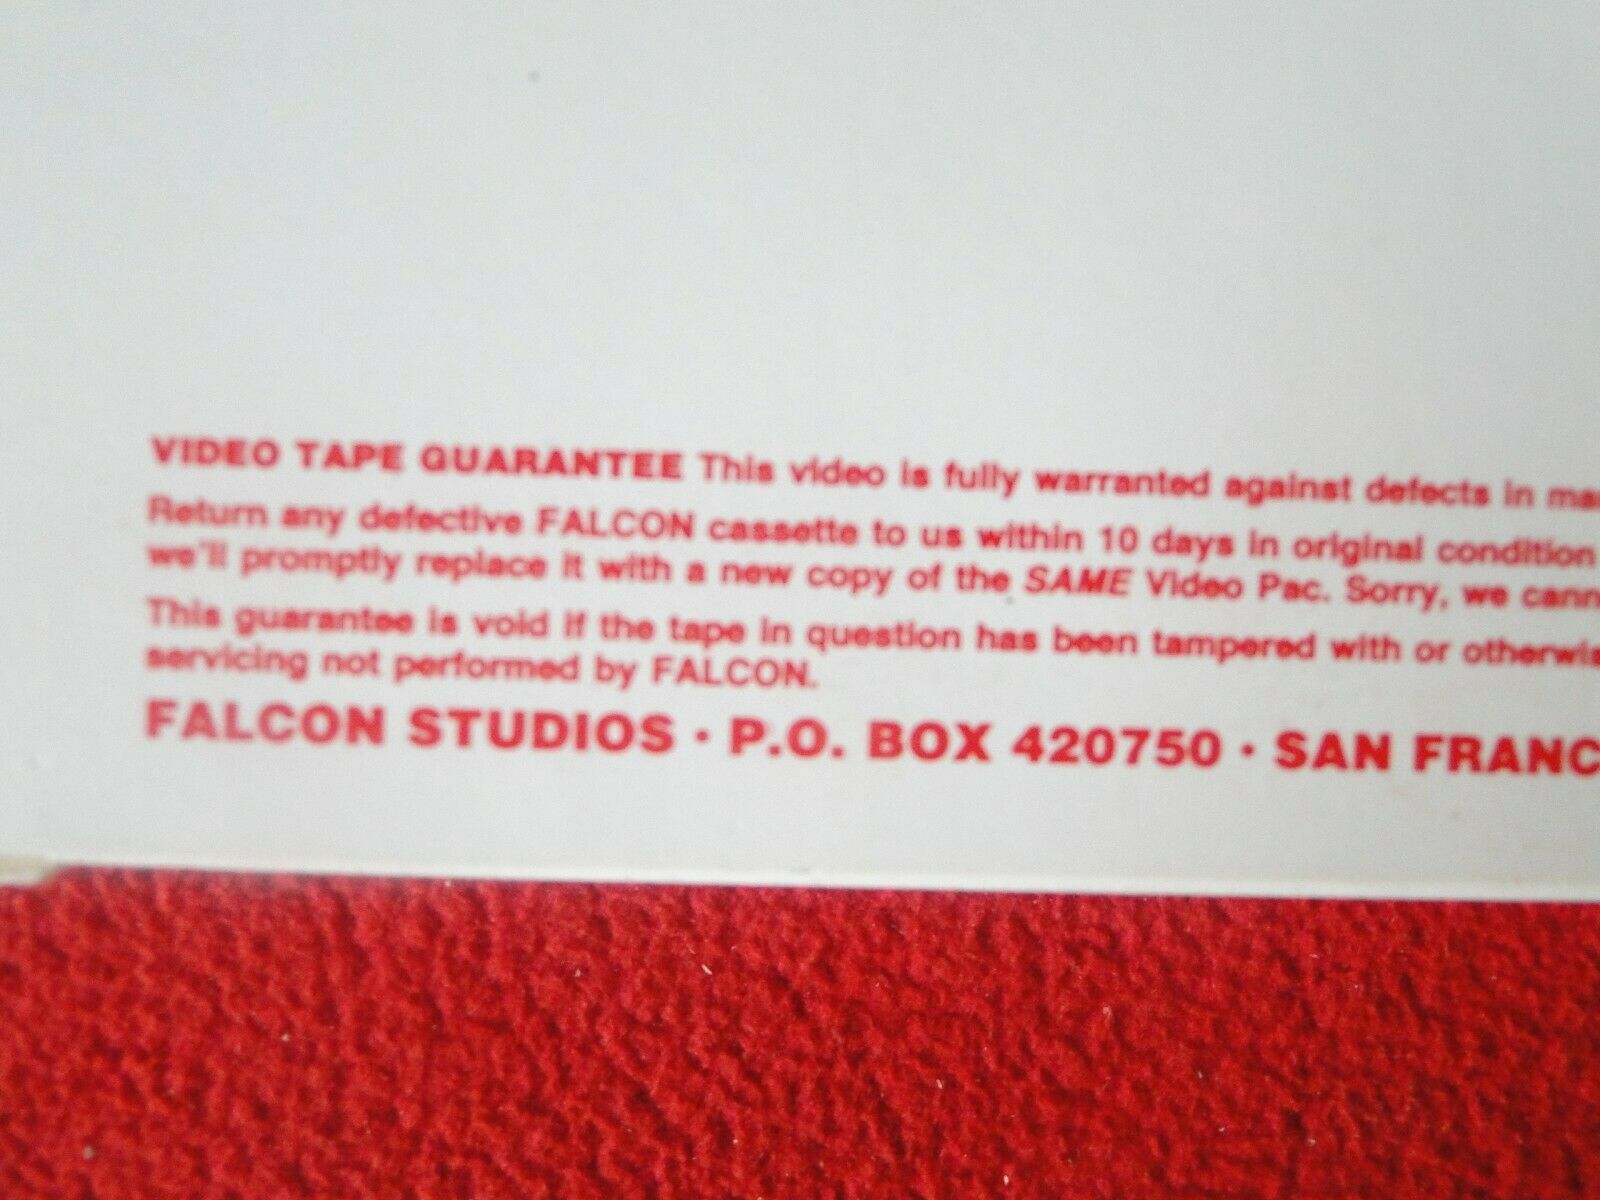 VIDEO TAPE GUARANTEE This video is fully warranted against defects in
Return any defective FALCON cassette to us within 10 days in original condition
we'll promptly replace it with a new copy of the SAME Video Pac. Sorry, we
This guarantee is void if the tape in question has been tampered with or
servicing not performed by FALCON.
FALCON STUDIOS • P.O. BOX 420750 • SAN FRANC